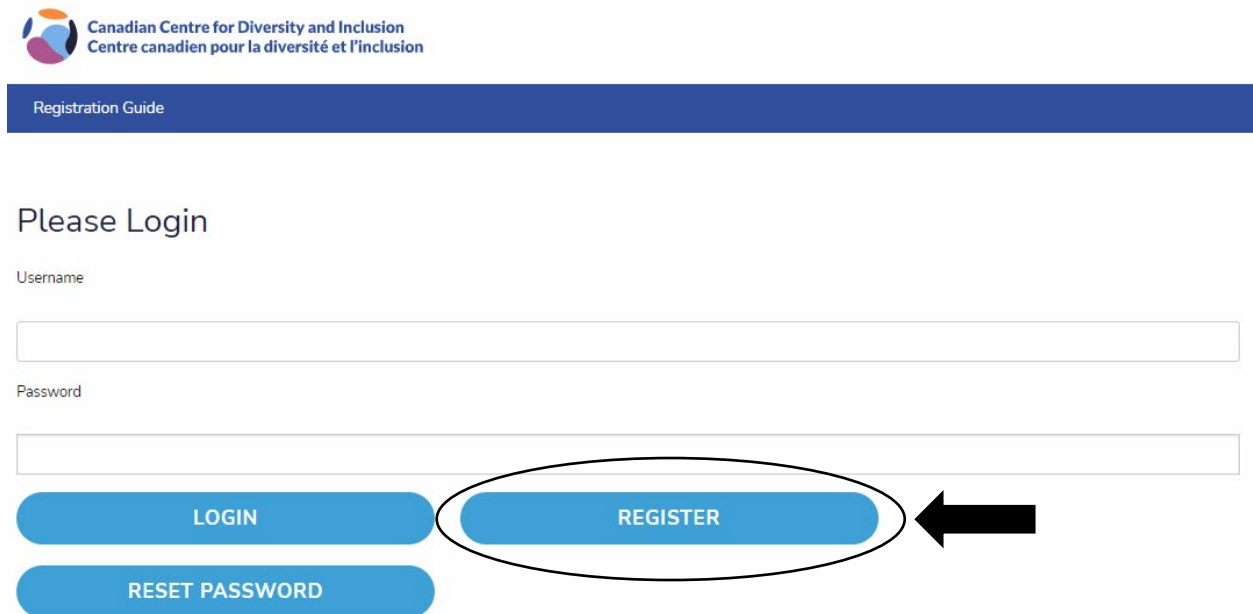 Canadian Centre for Diversity and Inclusion
Centre canadien pour la diversité et l'inclusion
Registration Guide
Please Login
Username
Password
LOGIN
REGISTER
RESET PASSWORD